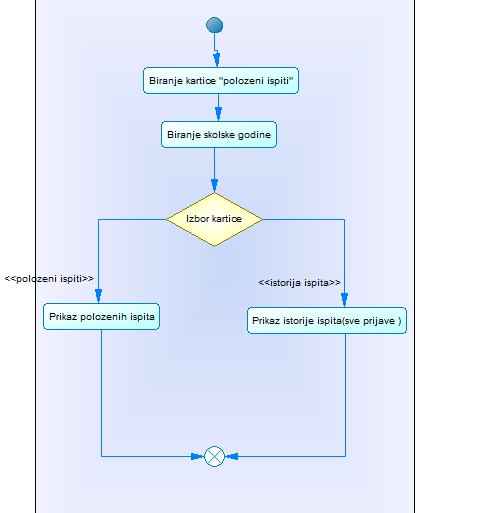 Biranje kartice "polozeni ispiti"
Biranje skolske godine
Izbor kartice
<<polozeni ispiti>>
<<istorija ispita>>
Prikaz polozenih ispita
Prikaz istorije ispita(sve prijave )